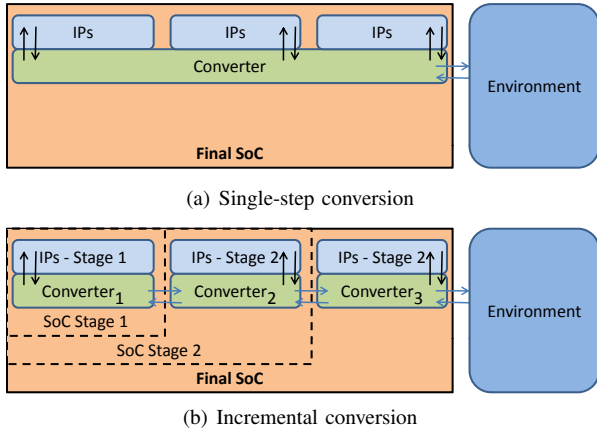 IPs IPs IPs
Converter
Environment
Final SoC
(a) Single-step conversion
IPs - Stage 1 IPs - Stage 2 IPs - Stage 2
Converter1 Converter2 Converter3
Environment
SoC Stage 1
SoC Stage 2
Final SoC
(b) Incremental conversion